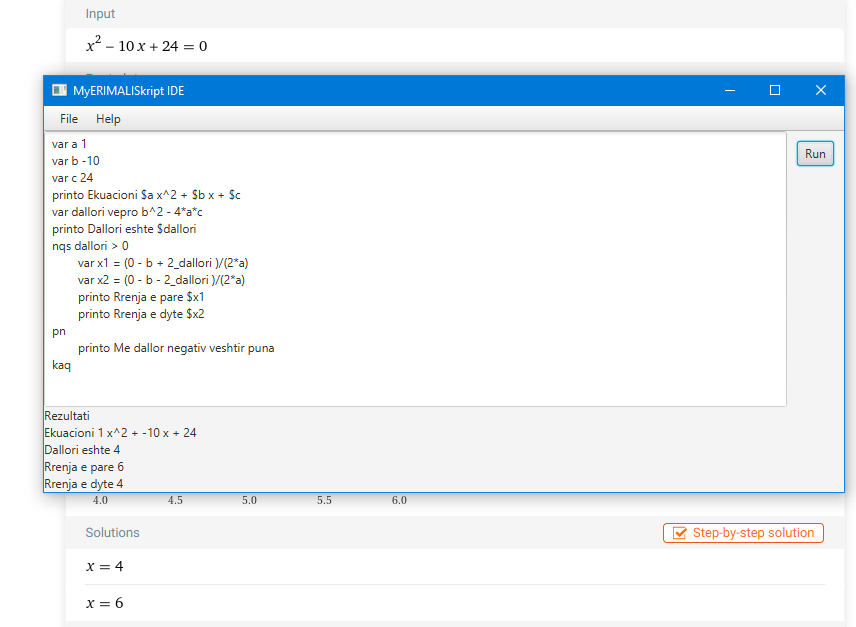 Input
x² – 10 x + 24 = 0
MyERIMALISkript IDE
File Help
var a 1
var b -10
var c 24
printo Ekuacioni $a x^2 + $b x + $c
var dallori vepro b^2 - 4*a*c
printo Dallori eshte $dallori
nqs dallori > 0
var x1 = (0 - b + 2_dallori )/(2*a)
var x2 = (0 - b - 2_dallori )/(2*a)
printo Rrenja e pare $x1
printo Rrenja e dyte $x2
pn
printo Me dallor negativ veshtir puna
kaq
Run
Rezultati
Ekuacioni 1 x^2 + -10 x + 24
Dallori eshte 4
Rrenja e pare 6
Rrenja e dyte 4
4.0 4.5 5.0 5.5 6.0
Solutions
Step-by-step solution
x = 4
x = 6